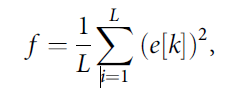 f = \frac{1}{L} \sum_{i=1}^{L} (e[k])^2,